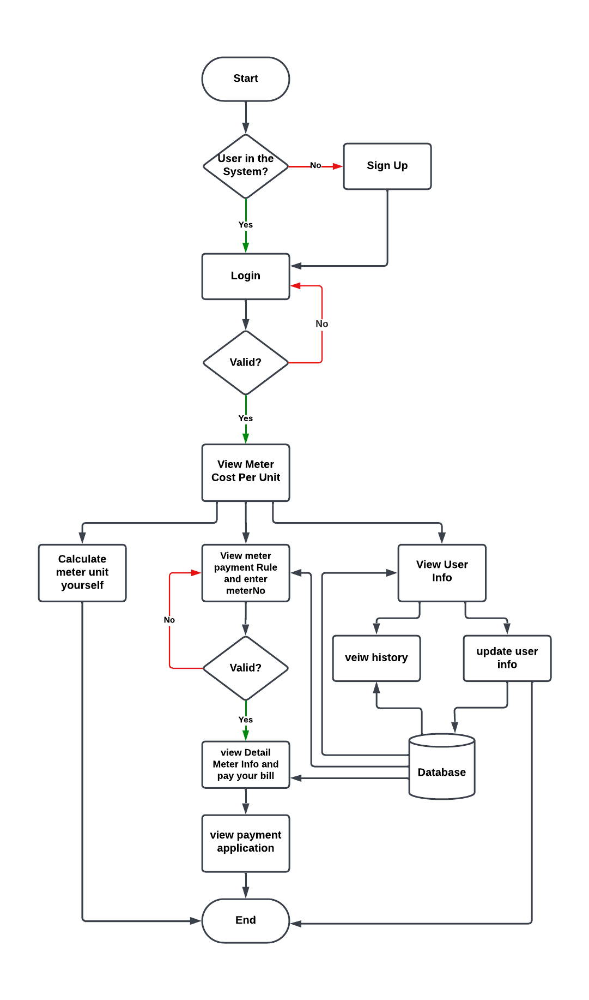 Start
User in the
System?
No
Sign Up
Yes
Login
No
Valid?
Yes
View Meter
Cost Per Unit
Calculate
meter unit
yourself
View meter
payment Rule
and enter
meterNo
View User
Info
No
Valid?
veiw history
update user
info
Yes
view Detail
Meter Info and
pay your bill
Database
view payment
application
End